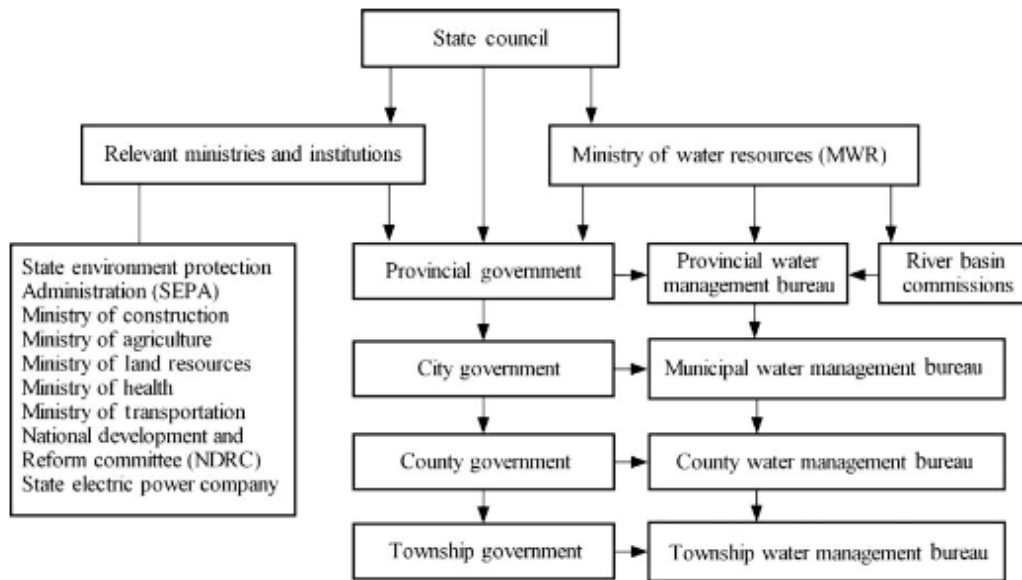 State council
Relevant ministries and institutions
Ministry of water resources (MWR)
State environment protection
Administration (SEPA)
Ministry of construction
Ministry of agriculture
Ministry of land resources
Ministry of health
Ministry of transportation
National development and
Reform committee (NDRC)
State electric power company
Provincial government
Provincial water
management bureau
River basin
commissions
City government
Municipal water management bureau
County government
County water management bureau
Township government
Township water management bureau